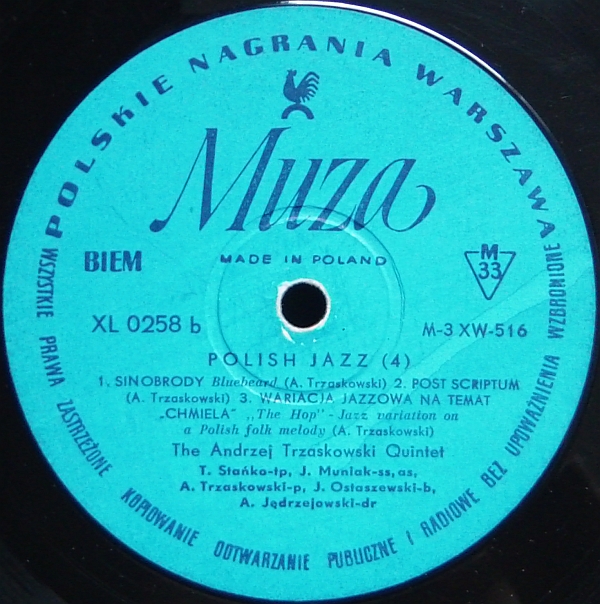 POLSKIE NAGRANIA WARSZAWA
Muza
BIEM
MADE IN POLAND
M
33
XL 0258 b
M-3 XW-516
POLISH JAZZ (4)
1. SINOBRODY Bluebeard (A. Trzaskowski) 2. POST SCRIPTUM
(A. Trzaskowski) 3. WARIACJA JAZZOWA NA TEMAT
„CHMIELA" „The Hop" - Jazz variation on
a Polish folk melody (A. Trzaskowski)
The Andrzej Trzaskowski Quintet
T. Stańko-tp, J. Muniak-ss, as,
A. Trzaskowski-p, J. Ostaszewski-b,
A. Jędrzejowski-dr
WSZYSTKIE PRAWA ZASTRZEŻONE KOPIOWANIE ODTWARZANIE PUBLICZNE I RADIOWE BEZ UPOWAŻNIENIA WZBRONIONE